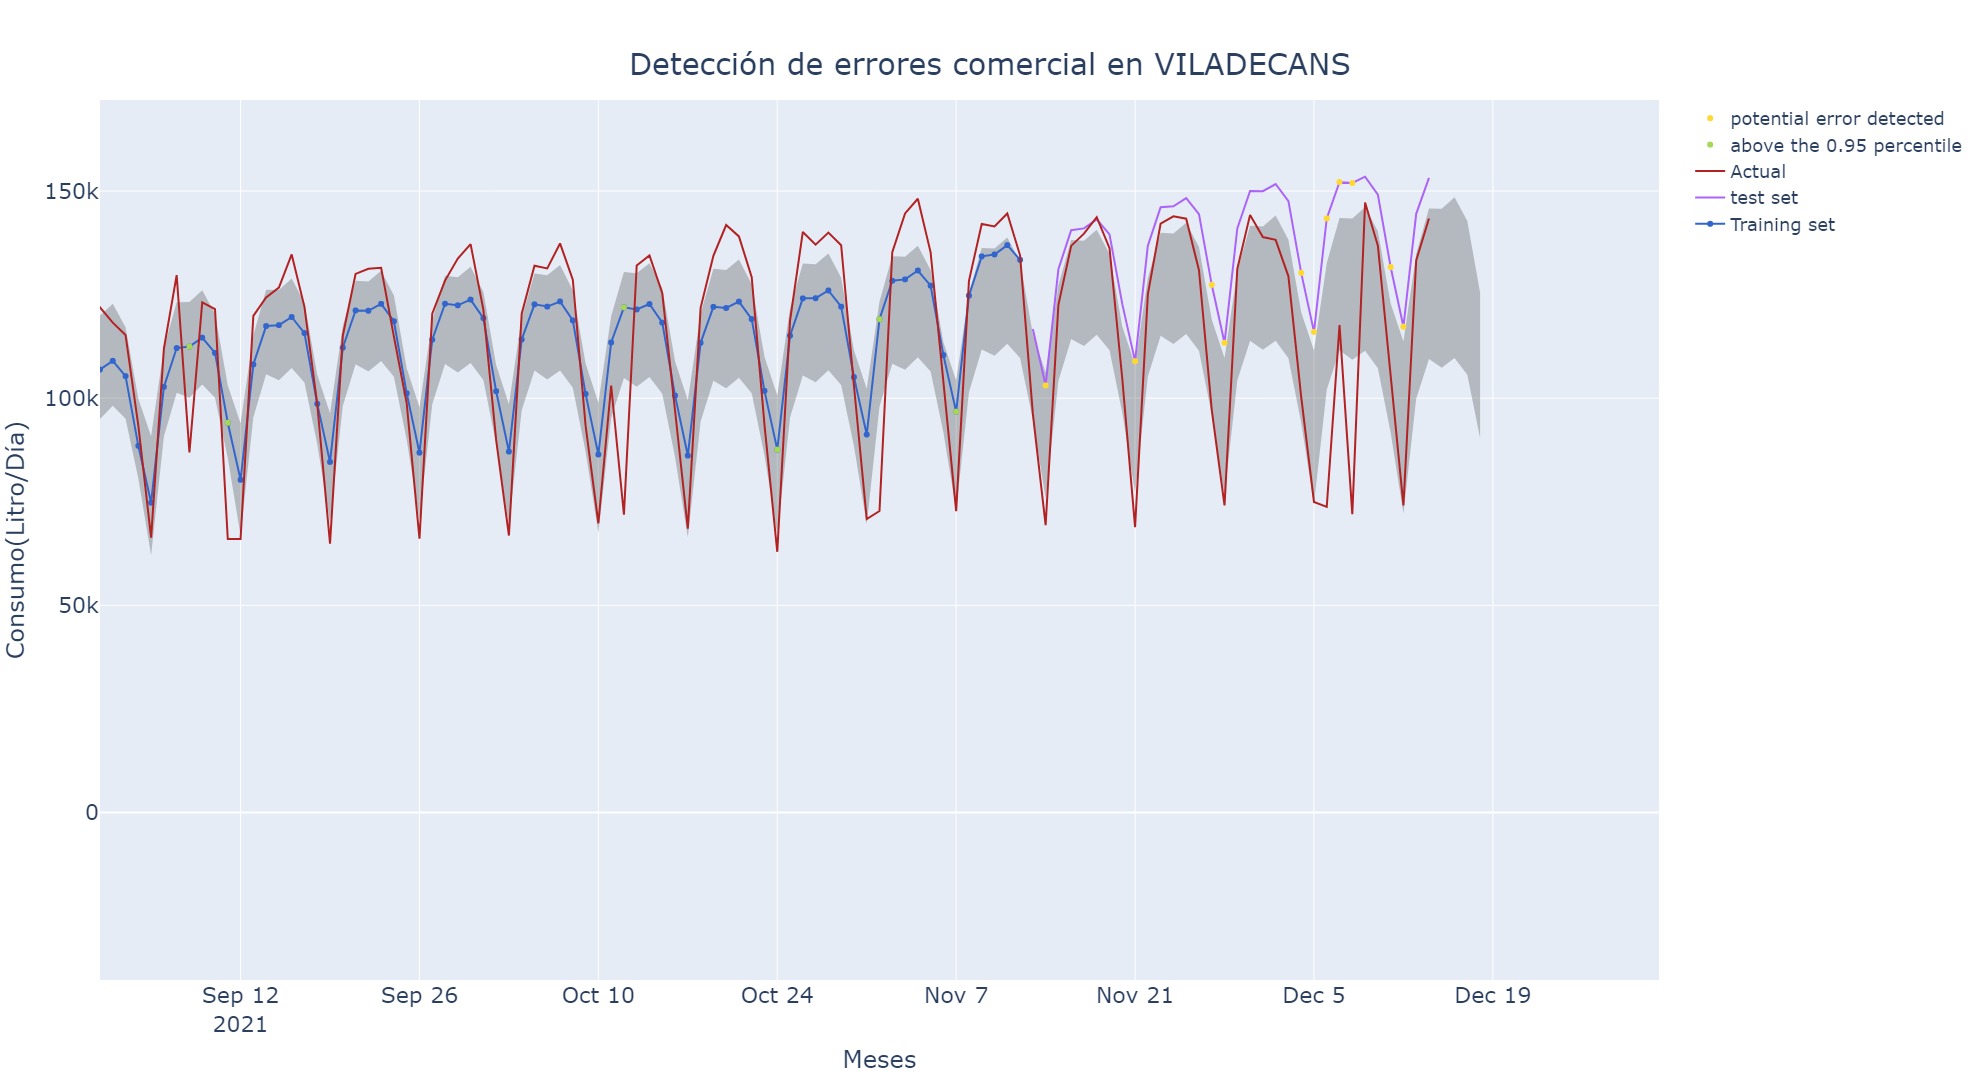 Detección de errores comercial en VILADECANS
potential error detected
above the 0.95 percentile
Actual
test set
Training set
150k
100k
50k
0
Consumo(Litro/Día)
Sep 12
2021
Sep 26
Oct 10
Oct 24
Nov 7
Nov 21
Dec 5
Dec 19
Meses